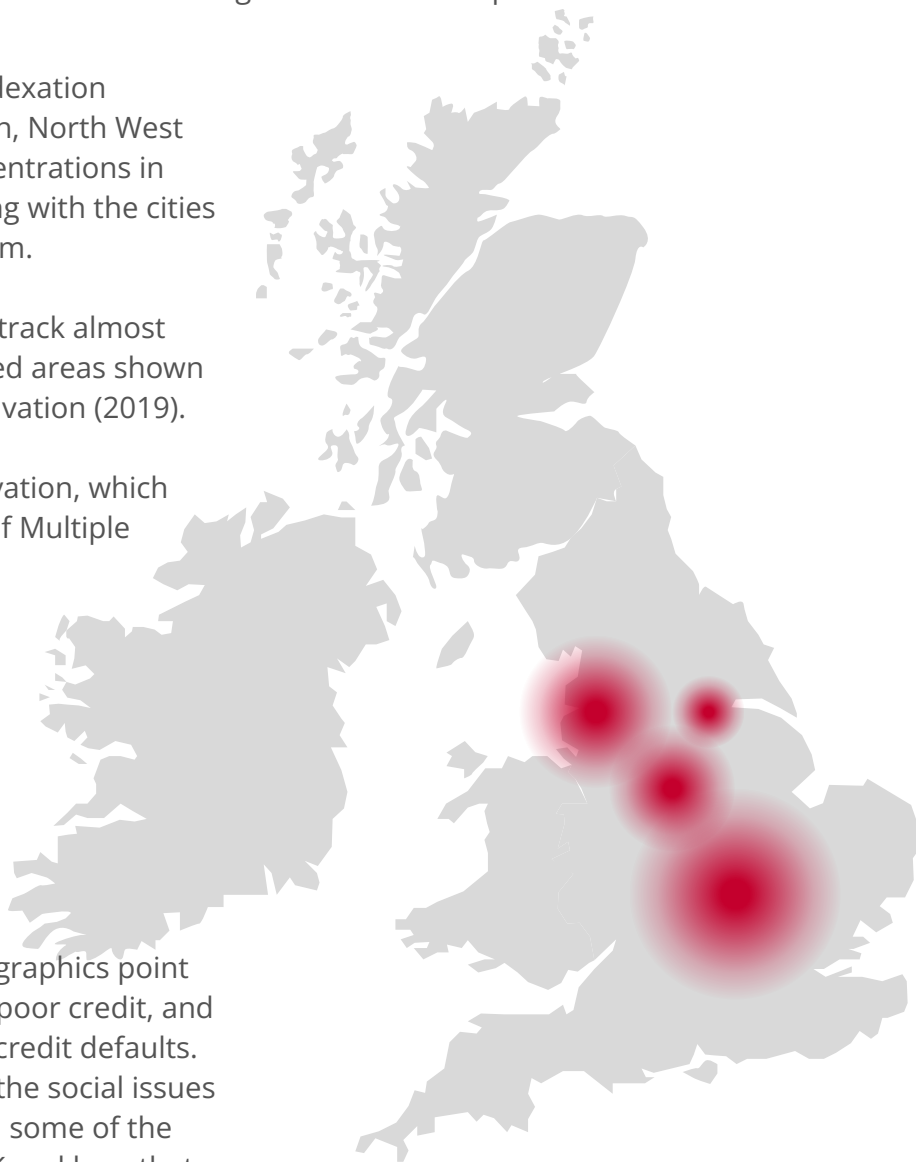 lexation
n, North West
entrations in
ng with the cities
m.
track almost
ed areas shown
vation (2019).
vation, which
f Multiple
graphics point
poor credit, and
credit defaults.
the social issues
some of the